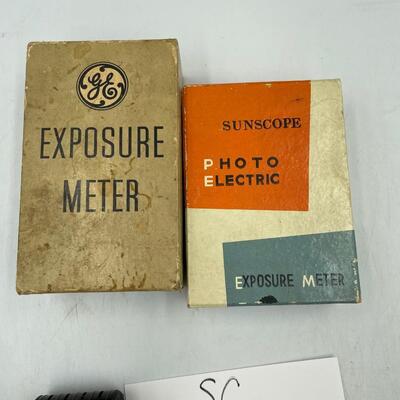 GE
EXPOSURE
METER
SUNSCOPE
PHOTO
ELECTRIC
EXPOSURE METER
SC